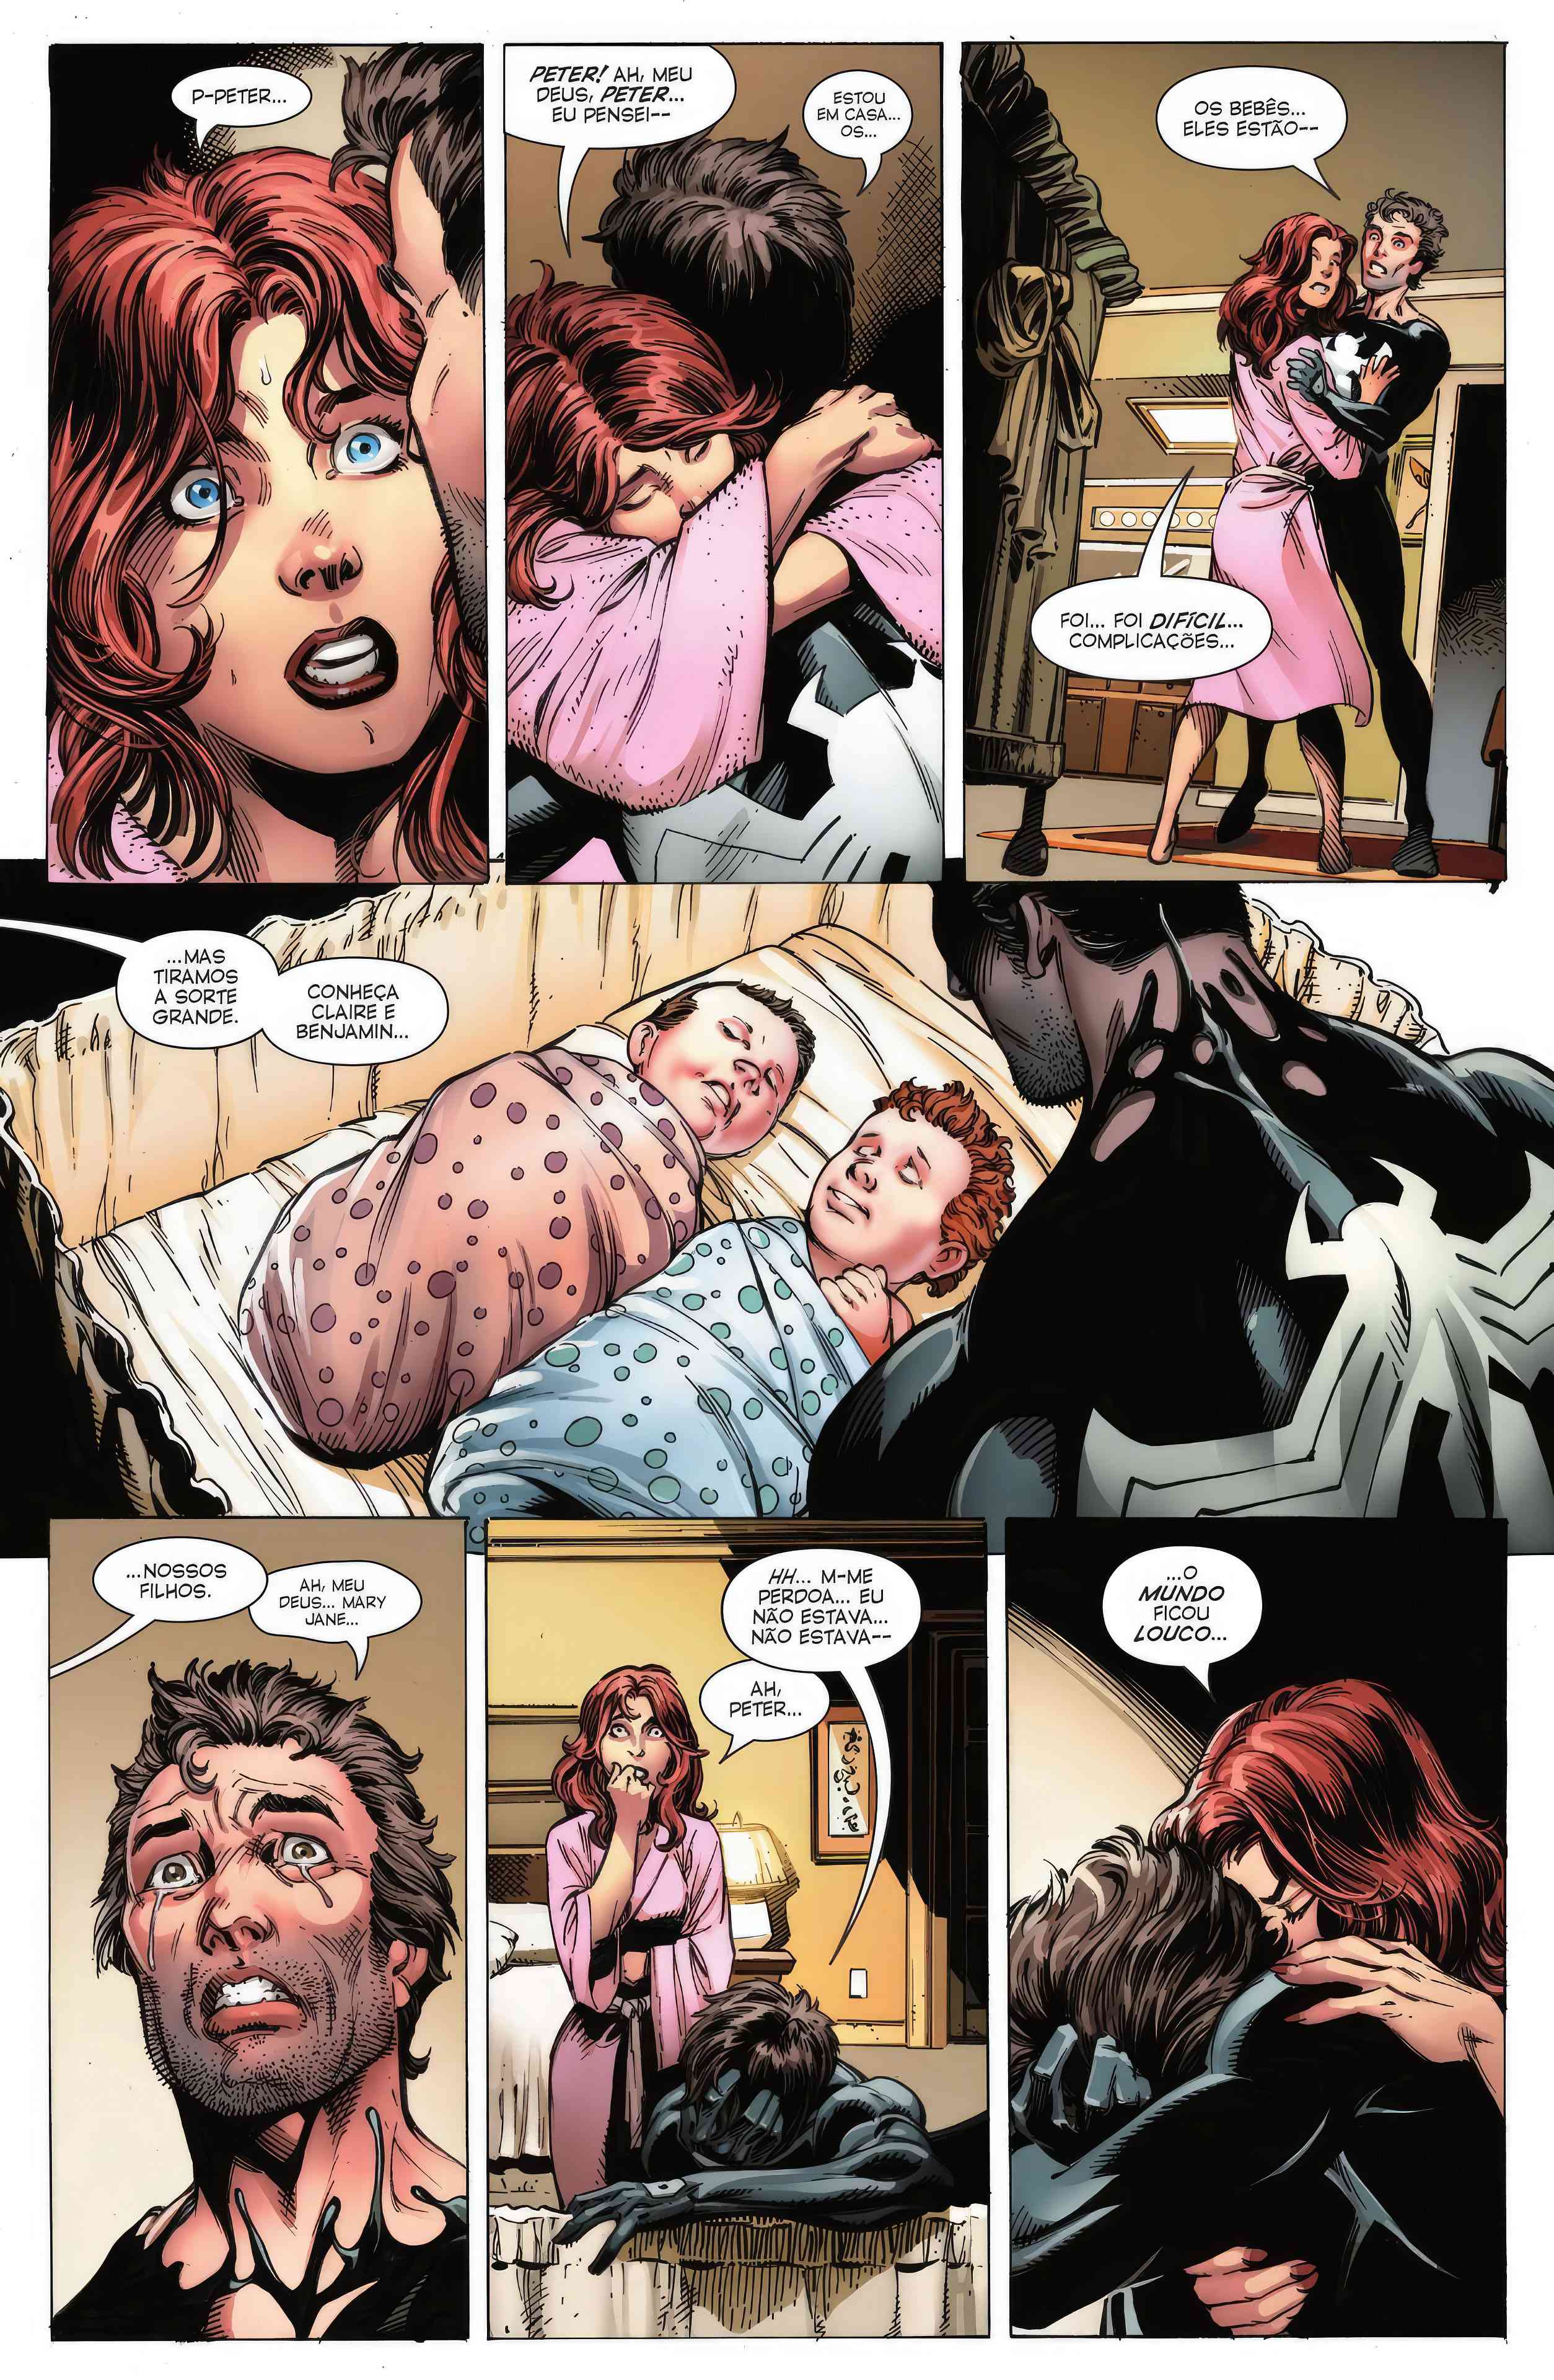 P-PETER...
PETER! AH, MEU
DEUS, PETER...
EU PENSEI--
ESTOU
EM CASA...
OS...
OS BEBÊS...
ELES ESTÃO--
FOI... FOI DIFÍCIL...
COMPLICAÇÕES...
...MAS
TIRAMOS
A SORTE
GRANDE.
CONHEÇA
CLAIRE E
BENJAMIN...
...NOSSOS
FILHOS.
AH, MEU
DEUS... MARY
JANE...
HH... M-ME
PERDOA... EU
NÃO ESTAVA...
NÃO ESTAVA--
AH,
PETER...
...O
MUNDO
FICOU
LOUCO...